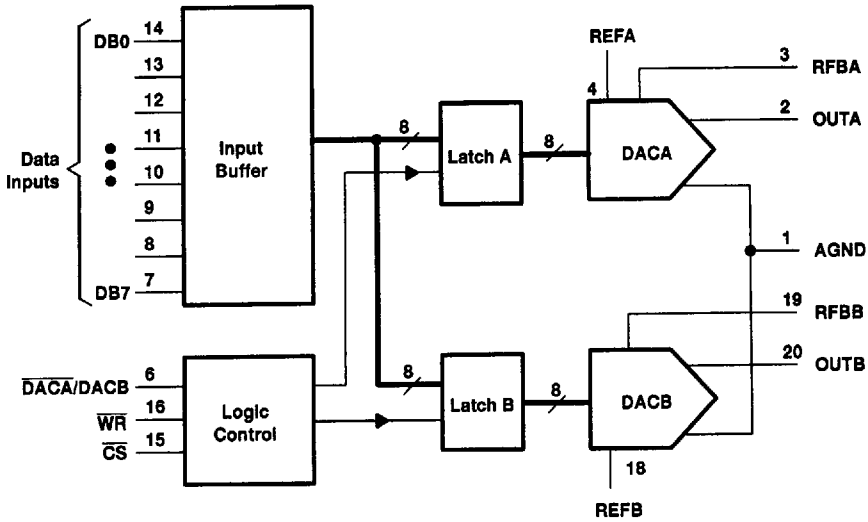 DB0
14
13
12
11
10
9
8
DB7
7
Data
Inputs
Input
Buffer
8
Latch A
8
REFA
4
DACA
3
RFBA
2
OUTA
1
AGND
19
RFBB
20
OUTB
8
Latch B
8
DACB
18
REFB
DACA/DACB
6
WR
16
CS
15
Logic
Control